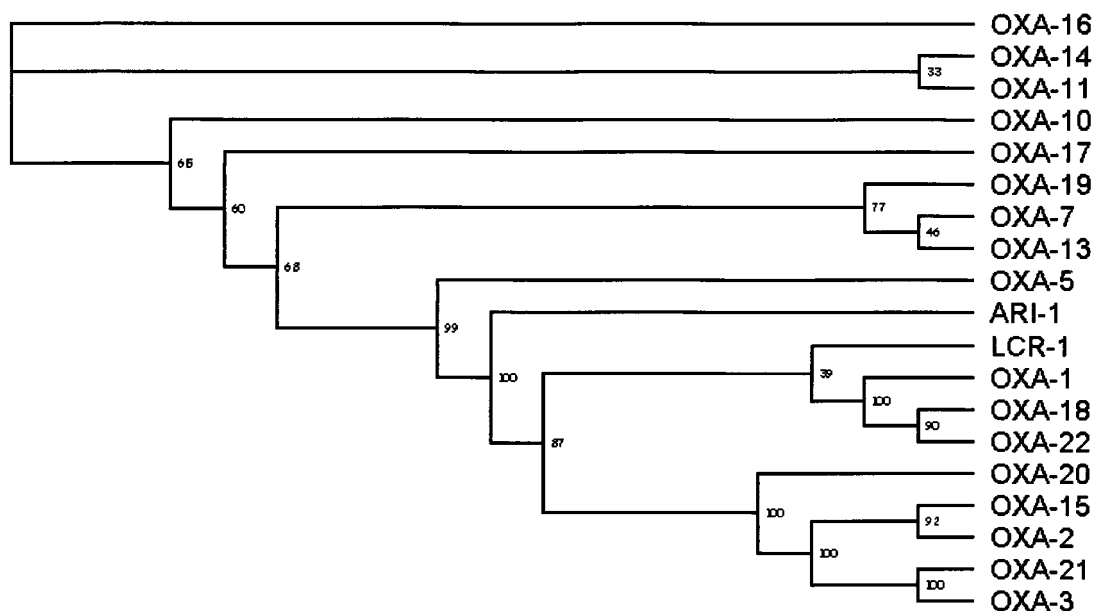 OXA-16
OXA-14
33
OXA-11
OXA-10
65
OXA-17
60
OXA-19
77
OXA-7
46
OXA-13
68
OXA-5
99
ARI-1
100
LCR-1
39
OXA-1
100
OXA-18
90
OXA-22
87
OXA-20
100
OXA-15
92
OXA-2
100
OXA-21
100
OXA-3